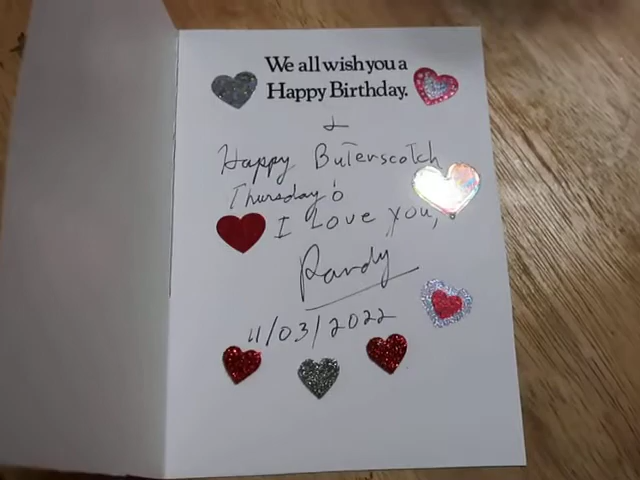 We all wish you a
Happy Birthday.
+
Happy Buterscotch
Thursday!
I Love you,
Randy
11/03/2022